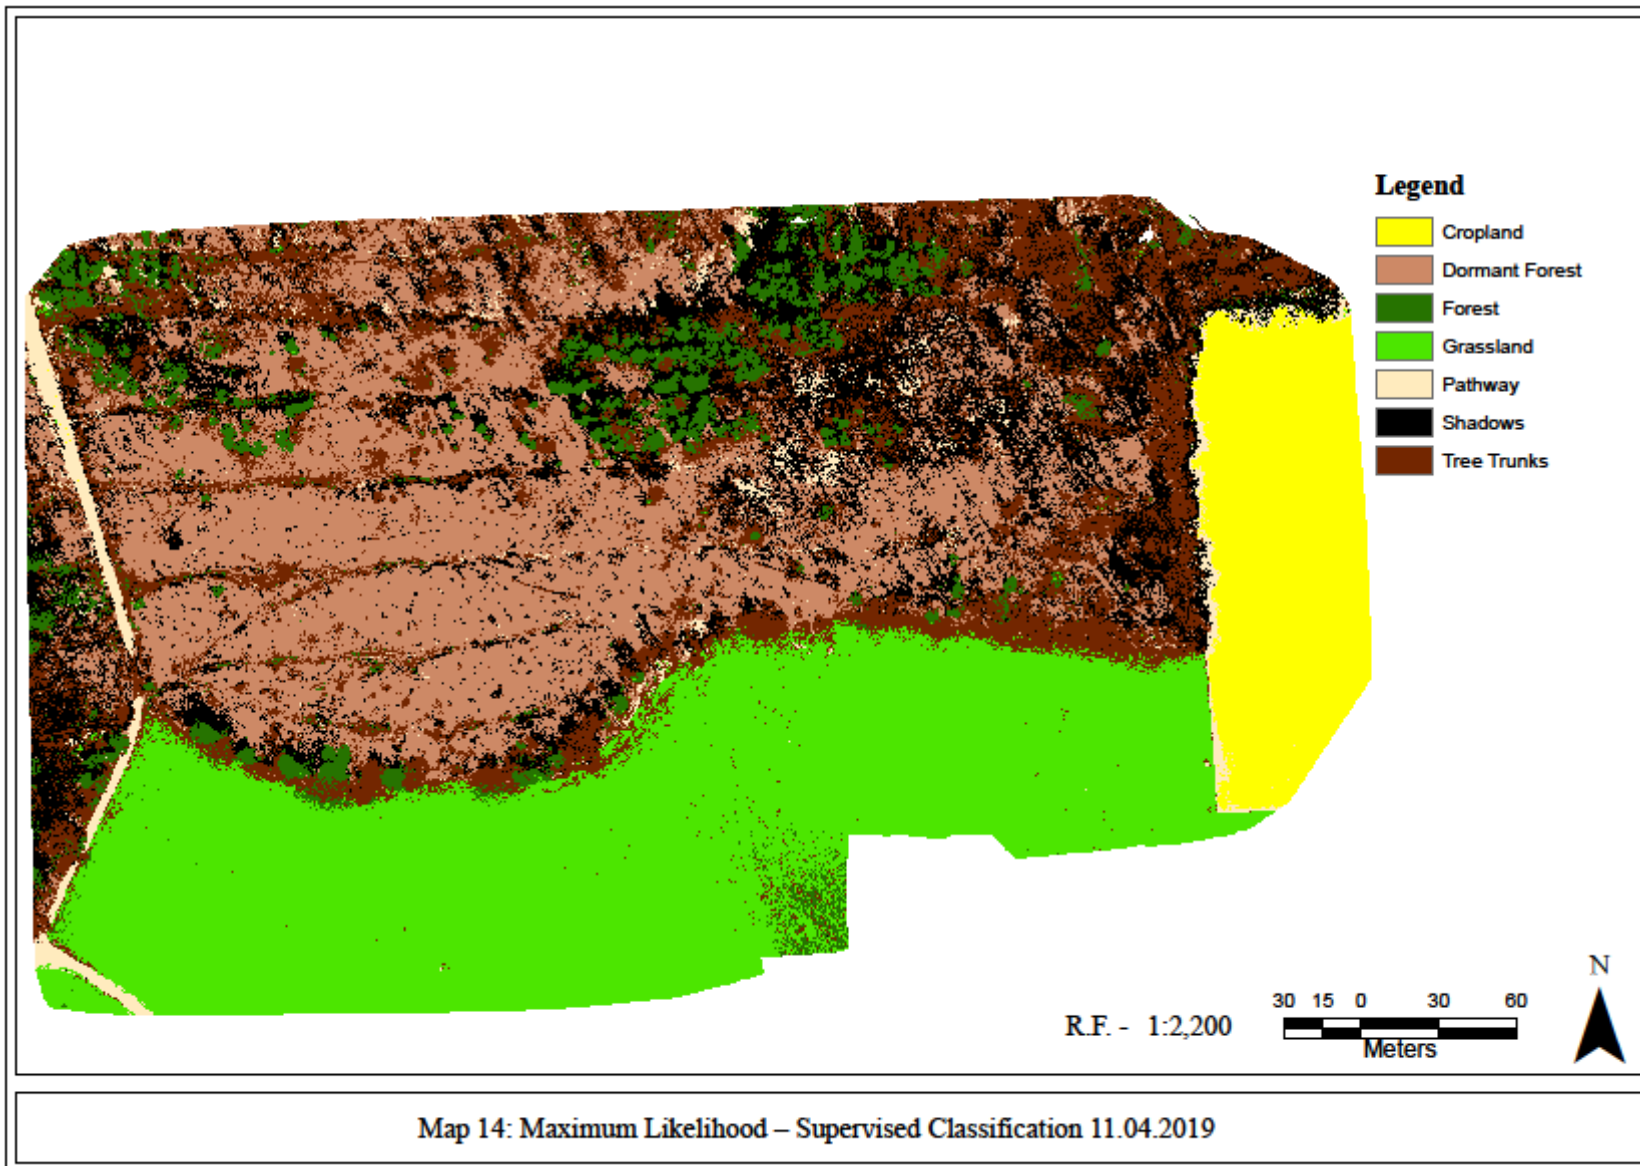 Legend
Cropland
Dormant Forest
Forest
Grassland
Pathway
Shadows
Tree Trunks
N
30 15 0 30 60
R.F. - 1:2,200
Meters
Map 14: Maximum Likelihood – Supervised Classification 11.04.2019